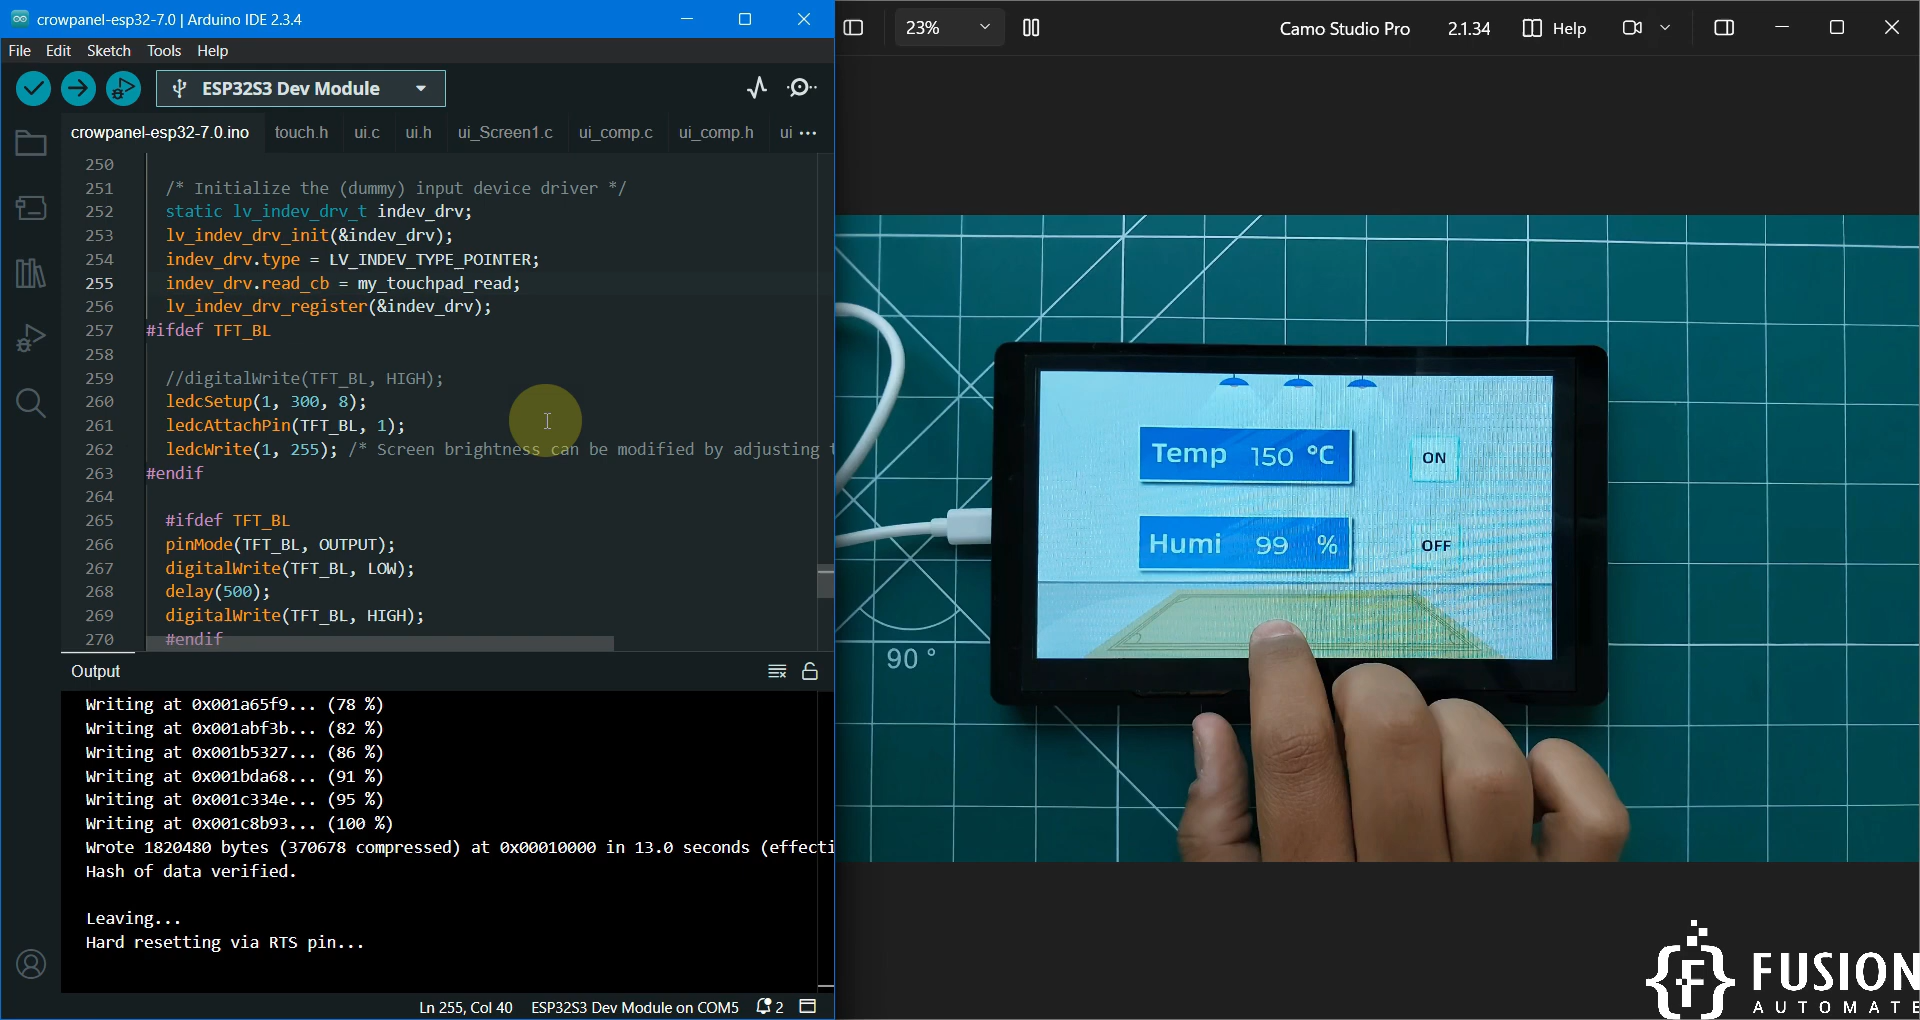 crowpanel-esp32-7.0 | Arduino IDE 2.3.4
File Edit Sketch Tools Help
ESP32S3 Dev Module
crowpanel-esp32-7.0.ino touch.h ui.c ui.h ui_Screen1.c ui_comp.c ui_comp.h ui ...
250
251 /* Initialize the (dummy) input device driver */
252 static lv_indev_drv_t indev_drv;
253 lv_indev_drv_init(&indev_drv);
254 indev_drv.type = LV_INDEV_TYPE_POINTER;
255 indev_drv.read_cb = my_touchpad_read;
256 lv_indev_drv_register(&indev_drv);
257 #ifdef TFT_BL
258
259 //digitalWrite(TFT_BL, HIGH);
260 ledcSetup(1, 300, 8);
261 ledcAttachPin(TFT_BL, 1);
262 ledcWrite(1, 255); /* Screen brightness can be modified by adjusting
263 #endif
264
265 #ifdef TFT_BL
266 pinMode(TFT_BL, OUTPUT);
267 digitalWrite(TFT_BL, LOW);
268 delay(500);
269 digitalWrite(TFT_BL, HIGH);
270 #endif
Output
Writing at 0x001a65f9... (78 %)
Writing at 0x001abf3b... (82 %)
Writing at 0x001b5327... (86 %)
Writing at 0x001bda68... (91 %)
Writing at 0x001c334e... (95 %)
Writing at 0x001c8b93... (100 %)
Wrote 1820480 bytes (370678 compressed) at 0x00010000 in 13.0 seconds (effecti
Hash of data verified.
Leaving...
Hard resetting via RTS pin...
Ln 255, Col 40 ESP32S3 Dev Module on COM5 2
23% Camo Studio Pro 2.1.34 Help
Temp 150 °C ON
Humi 99 % OFF
90 °
FUSION
AUTOMATE